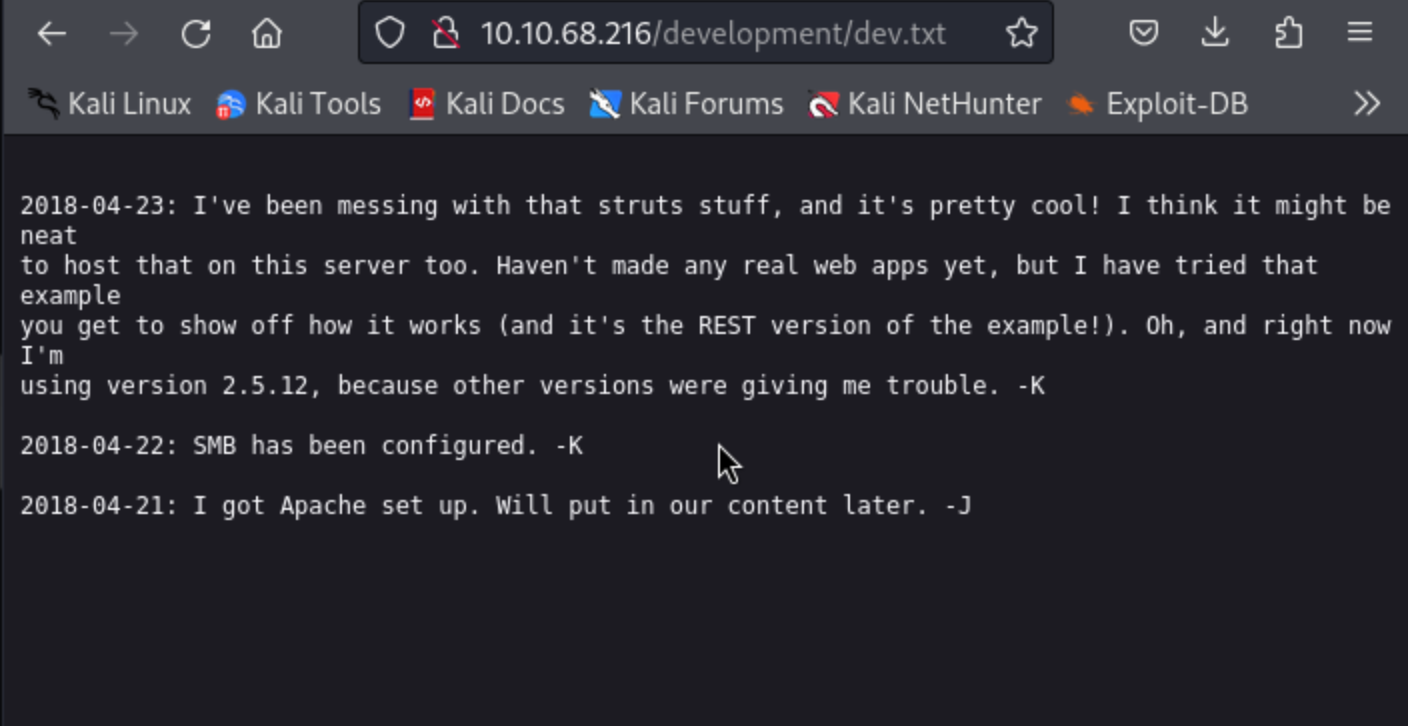 10.10.68.216/development/dev.txt
Kali Linux Kali Tools Kali Docs Kali Forums Kali NetHunter Exploit-DB
2018-04-23: I've been messing with that struts stuff, and it's pretty cool! I think it might be
neat
to host that on this server too. Haven't made any real web apps yet, but I have tried that
example
you get to show off how it works (and it's the REST version of the example!). Oh, and right now
I'm
using version 2.5.12, because other versions were giving me trouble. -K
2018-04-22: SMB has been configured. -K
2018-04-21: I got Apache set up. Will put in our content later. -J